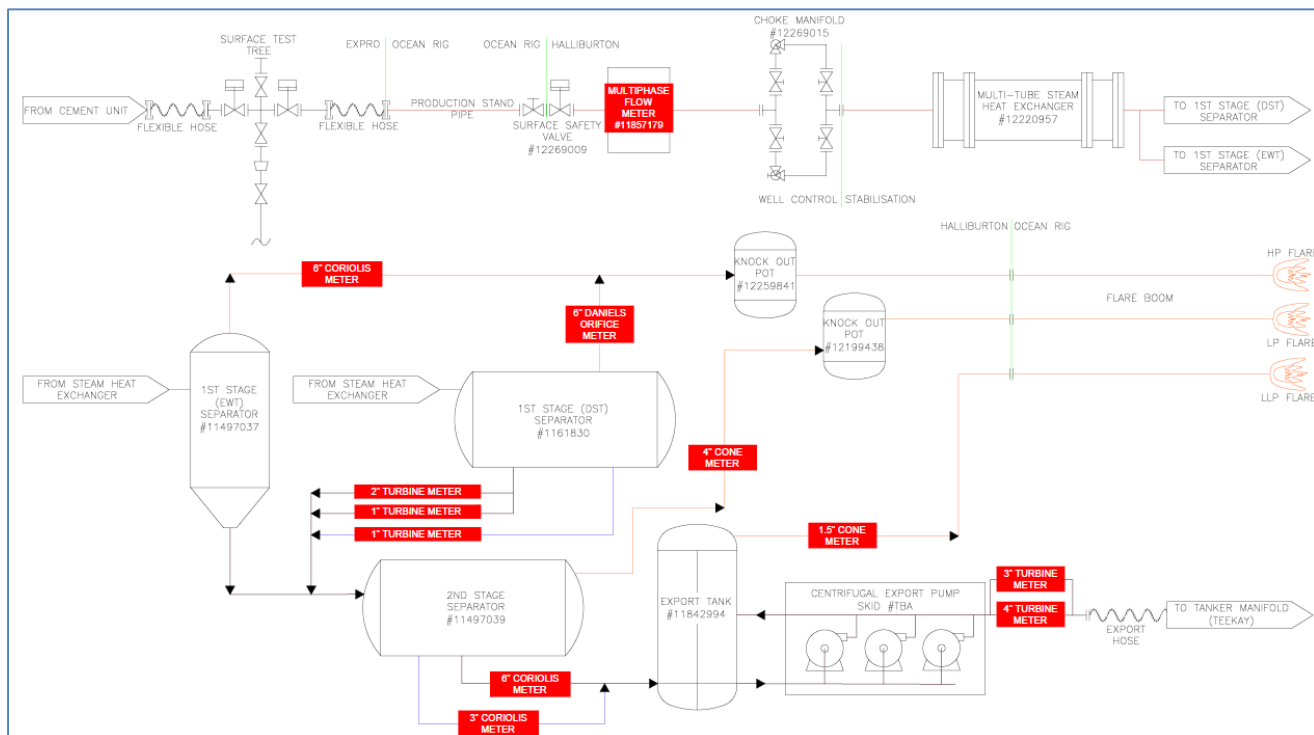 CHOKE MANIFOLD
#12269015
SURFACE TEST
TREE
EXPRO
OCEAN RIG
OCEAN RIG
HALLIBURTON
FROM CEMENT UNIT
FLEXIBLE HOSE
FLEXIBLE HOSE
PRODUCTION STAND
PIPE
SURFACE SAFETY
VALVE
#12269009
MULTIPHASE
FLOW
METER
#11857179
MULTI-TUBE STEAM
HEAT EXCHANGER
#12220957
TO 1ST STAGE (DST)
SEPARATOR
TO 1ST STAGE (EWT)
SEPARATOR
WELL CONTROL
STABILISATION
HALLIBURTON
OCEAN RIG
6" CORIOLIS
METER
KNOCK OUT
POT
#12259841
HP FLARE
6" DANIELS
ORIFICE
METER
KNOCK OUT
POT
#12199438
FLARE BOOM
LP FLARE
FROM STEAM HEAT
EXCHANGER
1ST STAGE
(EWT)
SEPARATOR
#11497037
FROM STEAM HEAT
EXCHANGER
1ST STAGE (DST)
SEPARATOR
#1161830
LLP FLARE
4" CONE
METER
2" TURBINE METER
1" TURBINE METER
1" TURBINE METER
1.5" CONE
METER
2ND STAGE
SEPARATOR
#11497039
EXPORT TANK
#11842994
CENTRIFUGAL EXPORT PUMP
SKID #TBA
3" TURBINE
METER
4" TURBINE
METER
EXPORT
HOSE
TO TANKER MANIFOLD
(TEEKAY)
6" CORIOLIS
METER
3" CORIOLIS
METER